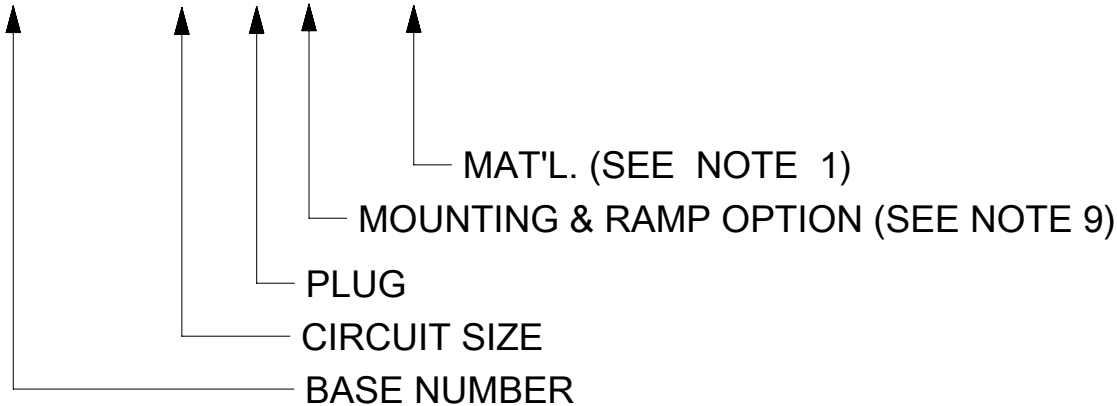 MAT'L. (SEE NOTE 1)
MOUNTING & RAMP OPTION (SEE NOTE 9)
PLUG
CIRCUIT SIZE
BASE NUMBER